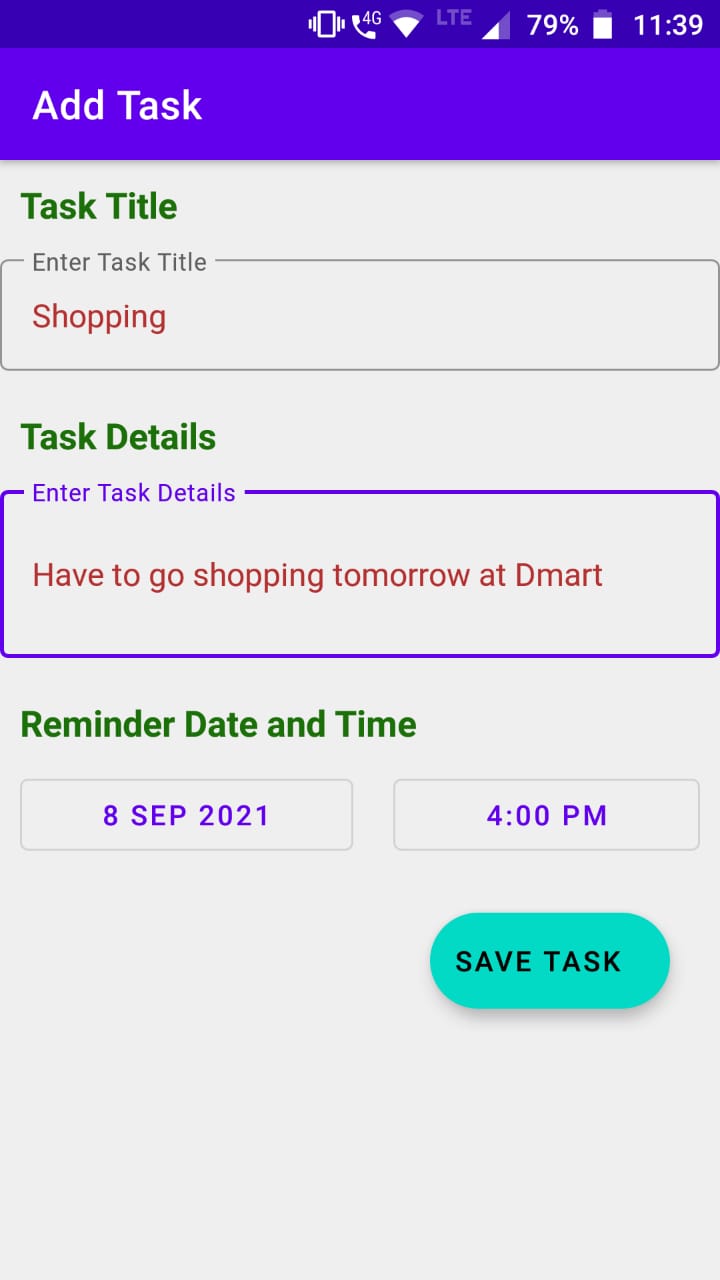 4G LTE 79% 11:39
Add Task
Task Title
Enter Task Title
Shopping
Task Details
Enter Task Details
Have to go shopping tomorrow at Dmart
Reminder Date and Time
8 SEP 2021 4:00 PM
SAVE TASK